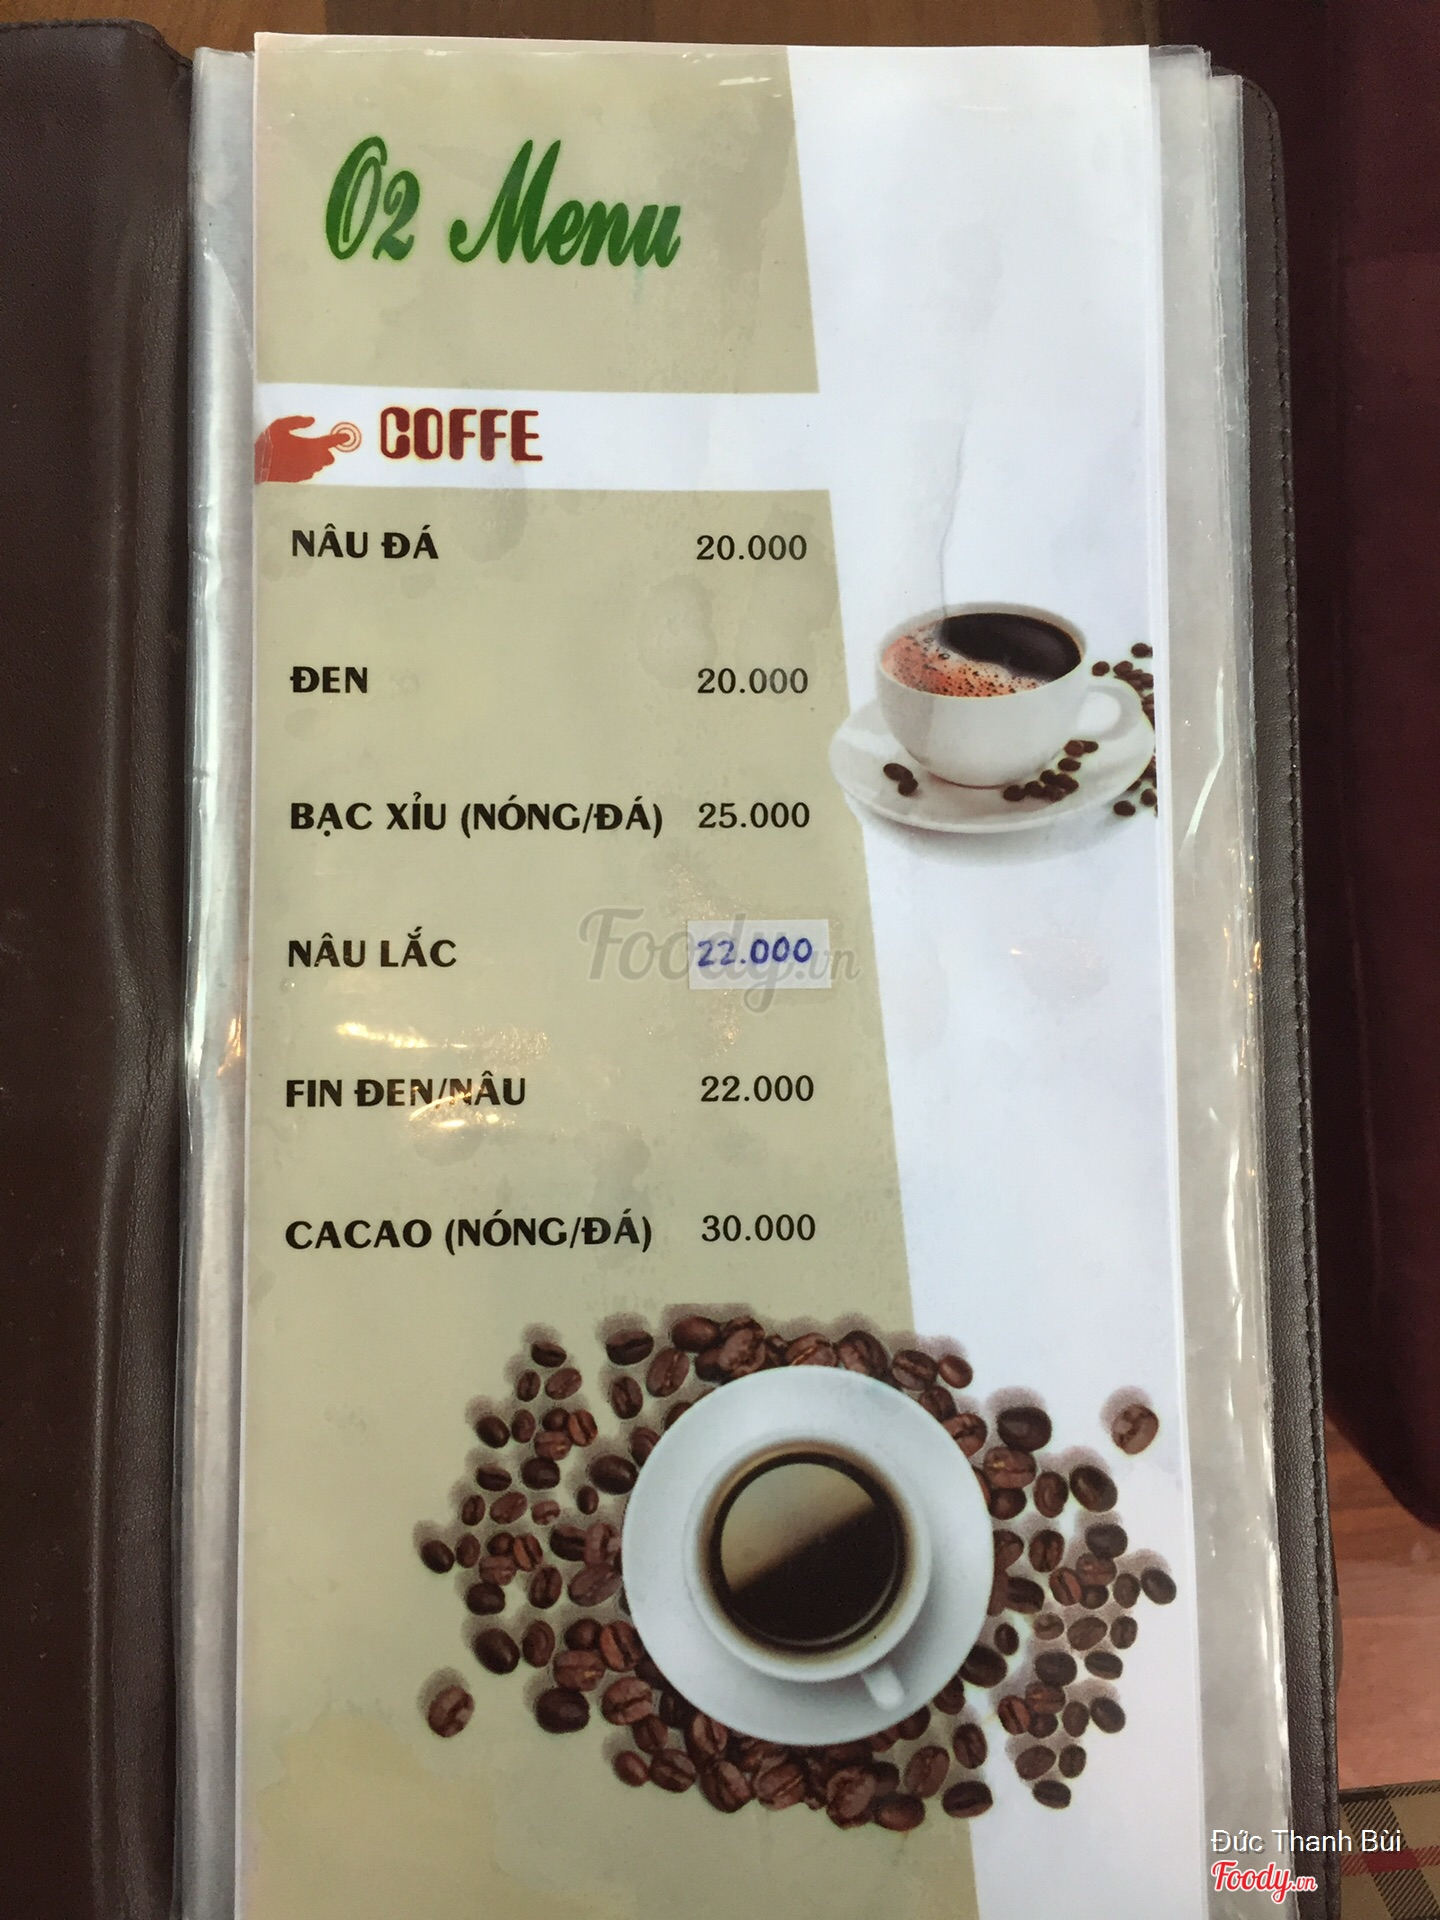 O2 Menu
COFFE
NÂU ĐÁ 20.000
ĐEN 20.000
BẠC XỈU (NÓNG/ĐÁ) 25.000
NÂU LẮC 22.000
FIN ĐEN/NÂU 22.000
CACAO (NÓNG/ĐÁ) 30.000
Foody.vn
Đức Thanh Bùi
Foody.vn